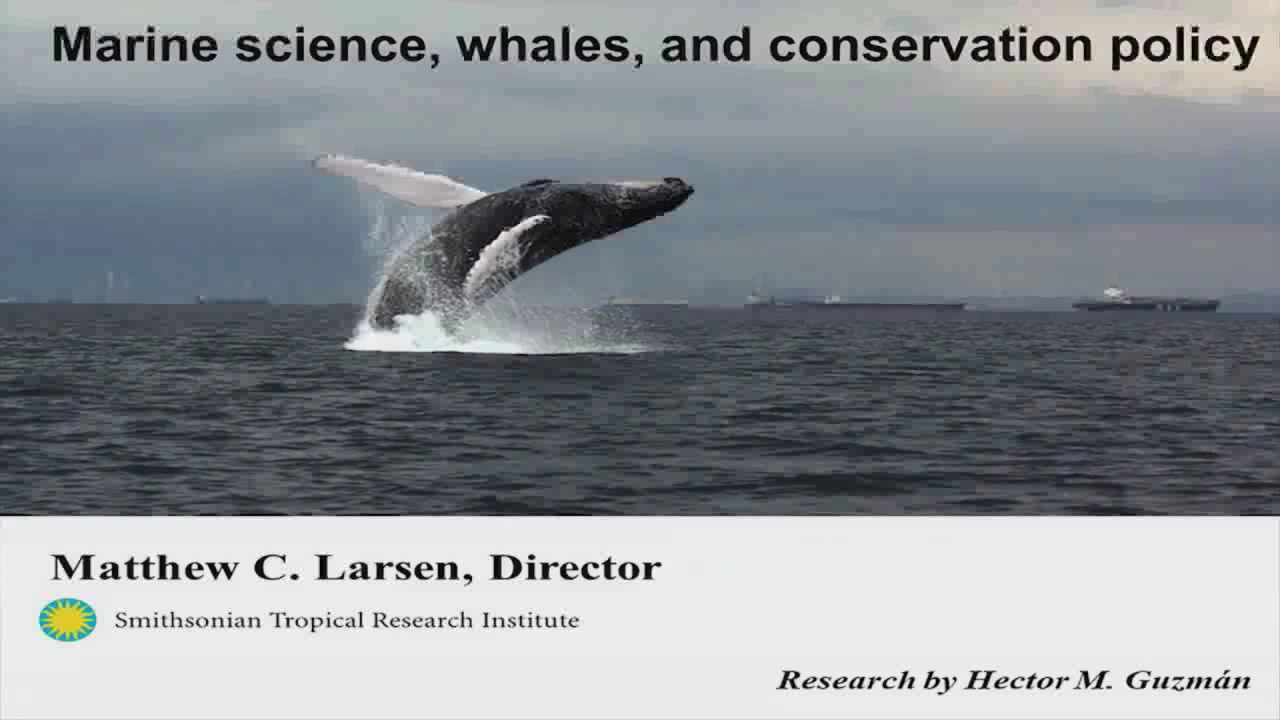 Marine science, whales, and conservation policy
Matthew C. Larsen, Director
Smithsonian Tropical Research Institute
Research by Hector M. Guzmán